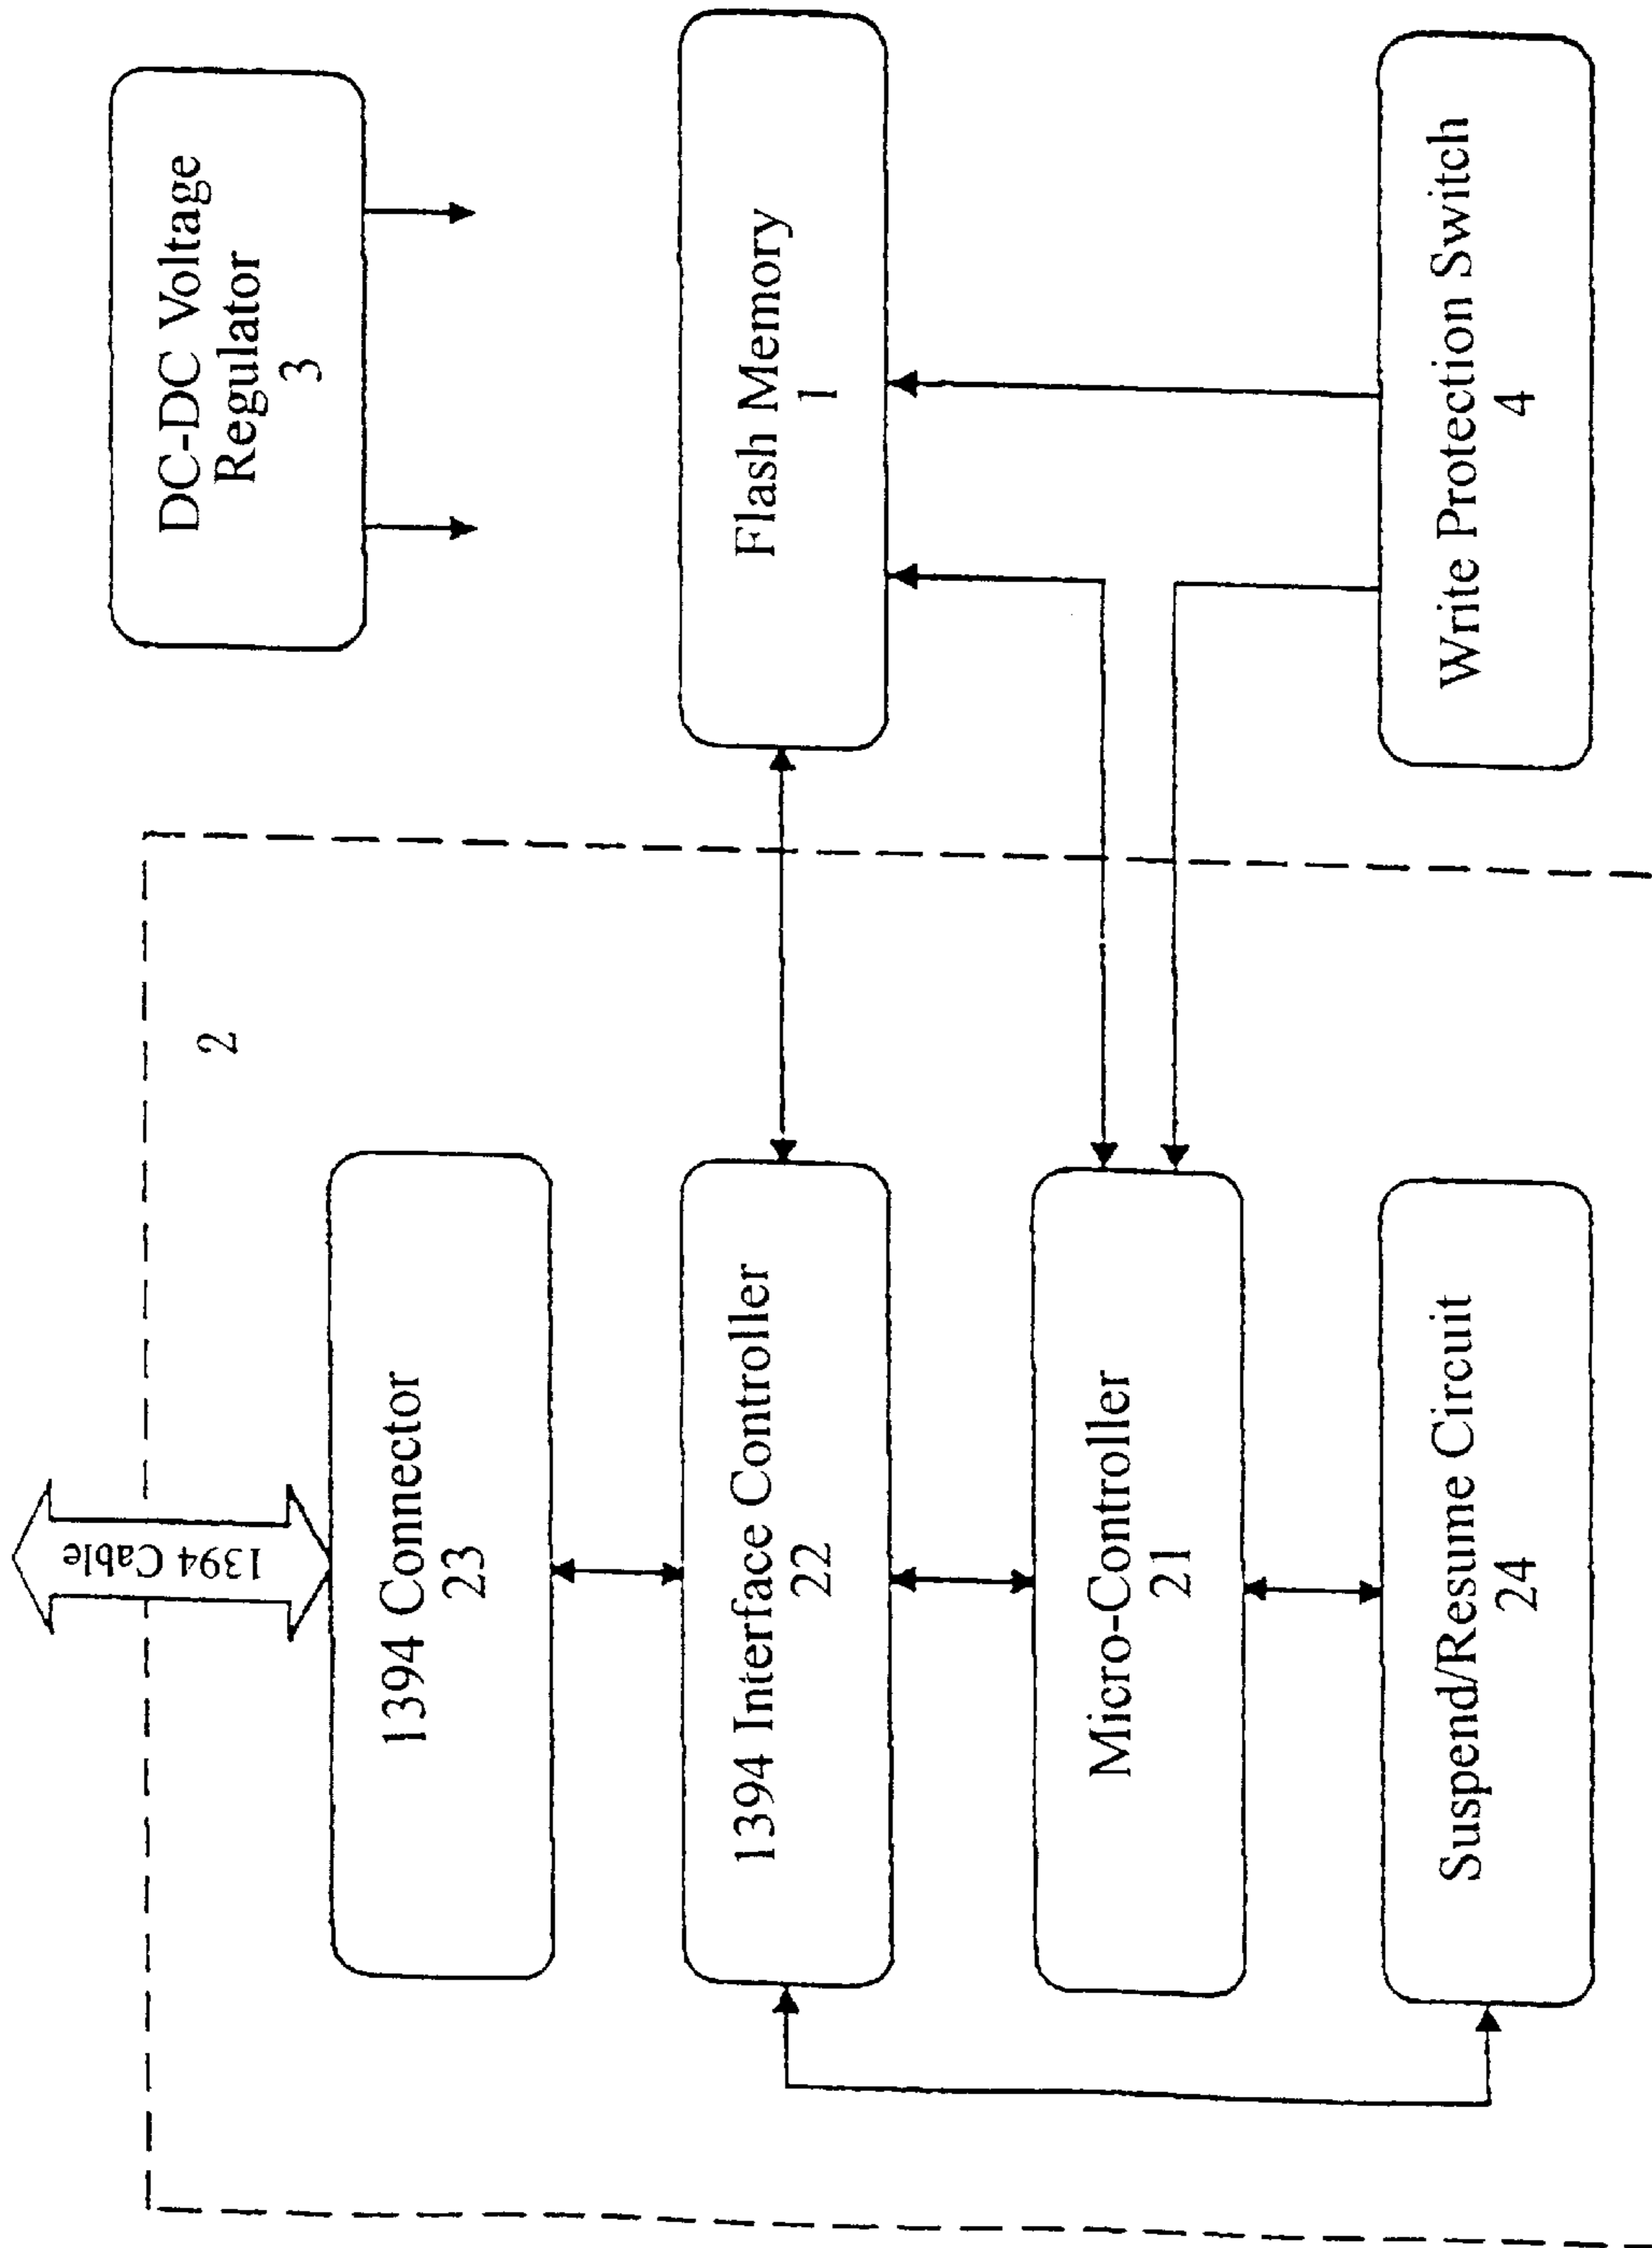 1394 Cable
2
1394 Connector
23
1394 Interface Controller
22
Micro-Controller
21
Suspend/Resume Circuit
24
DC-DC Voltage
Regulator
3
Flash Memory
1
Write Protection Switch
4